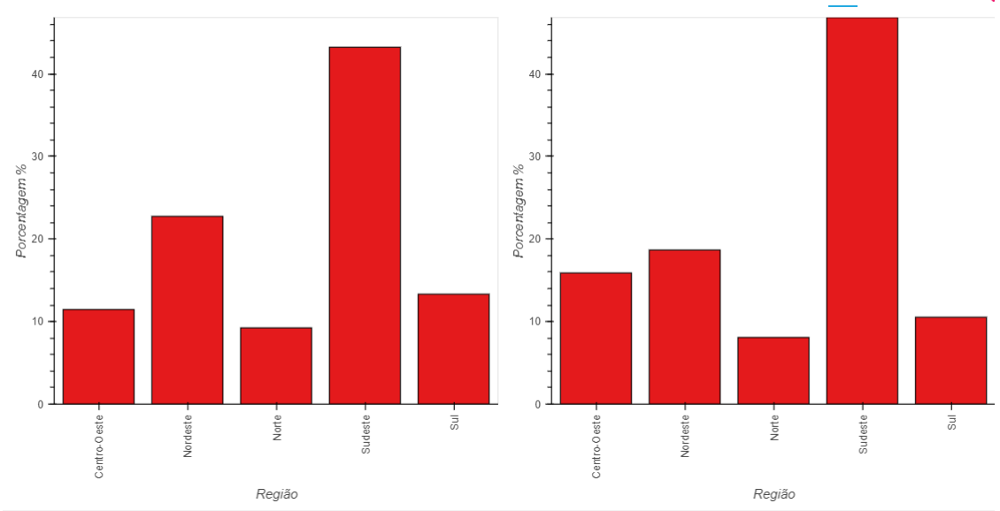 Porcentagem %
40
30
20
10
0
Centro-Oeste
Nordeste
Norte
Sudeste
Sul
Região
Porcentagem %
40
30
20
10
0
Centro-Oeste
Nordeste
Norte
Sudeste
Sul
Região